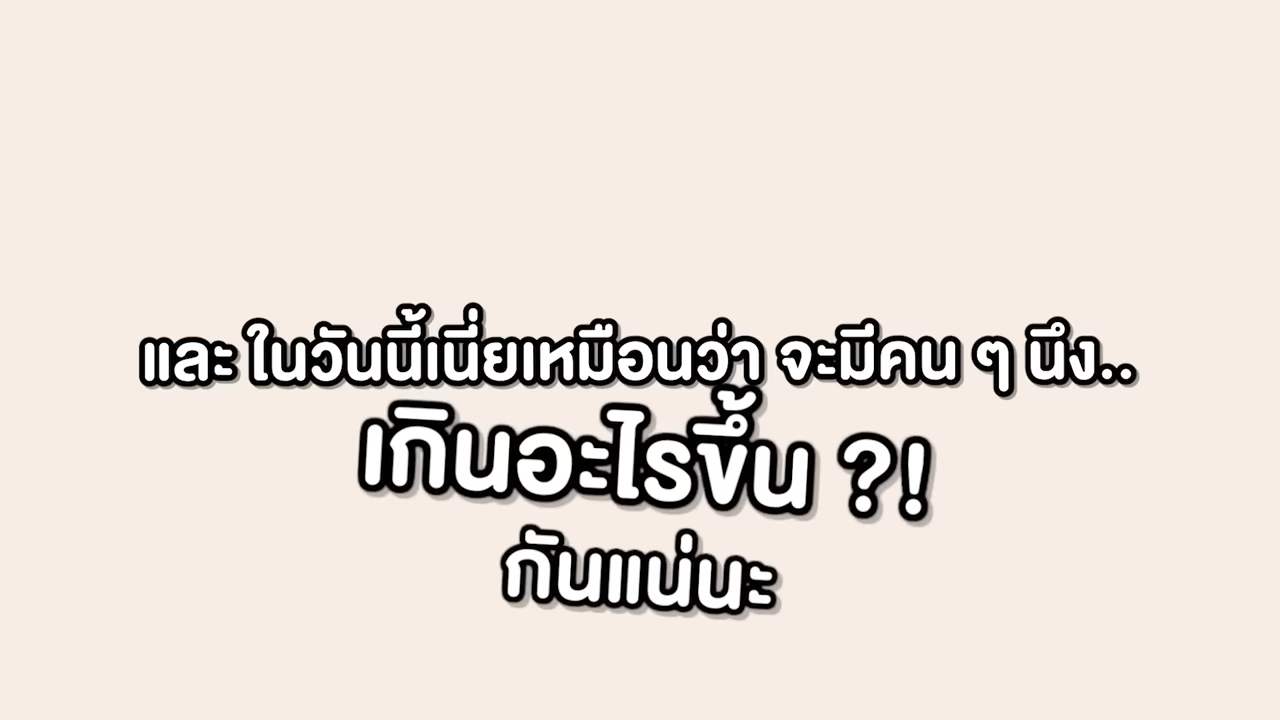 และ ในวันนี้เนี่ยเหมือนว่า จะมีคน ๆ นึง..
เกินอะไรขึ้น ?!
กันแน่นะ